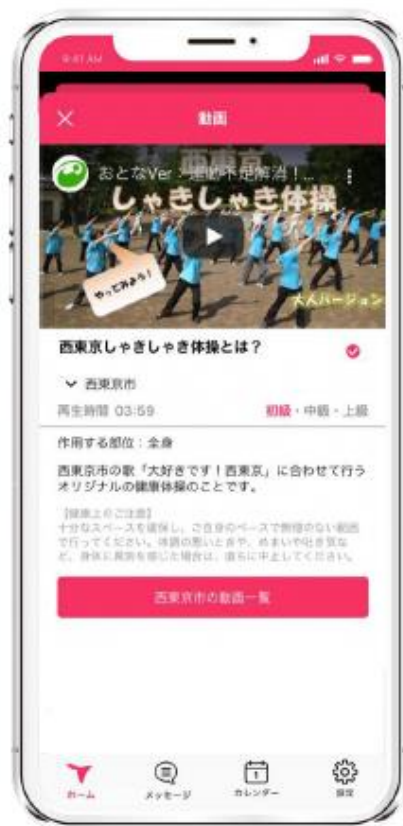 9:41 AM
動画
おとなVer：運動不足解消！...
西東京
しゃきしゃき体操
やってみよう！
大人バージョン
西東京しゃきしゃき体操とは？
西東京市
再生時間 03:59
初級・中級・上級
作用する部位：全身
西東京市の歌「大好きです！西東京」に合わせて行う
オリジナルの健康体操のことです。
【健康上のご注意】
十分なスペースを確保し、ご自身のペースで無理のない範囲
で行ってください。体調の悪いときや、めまいや吐き気な
ど、身体に異常を感じた場合は、直ちに中止してください。
西東京市の動画一覧
ホーム
メッセージ
1
カレンダー
設定